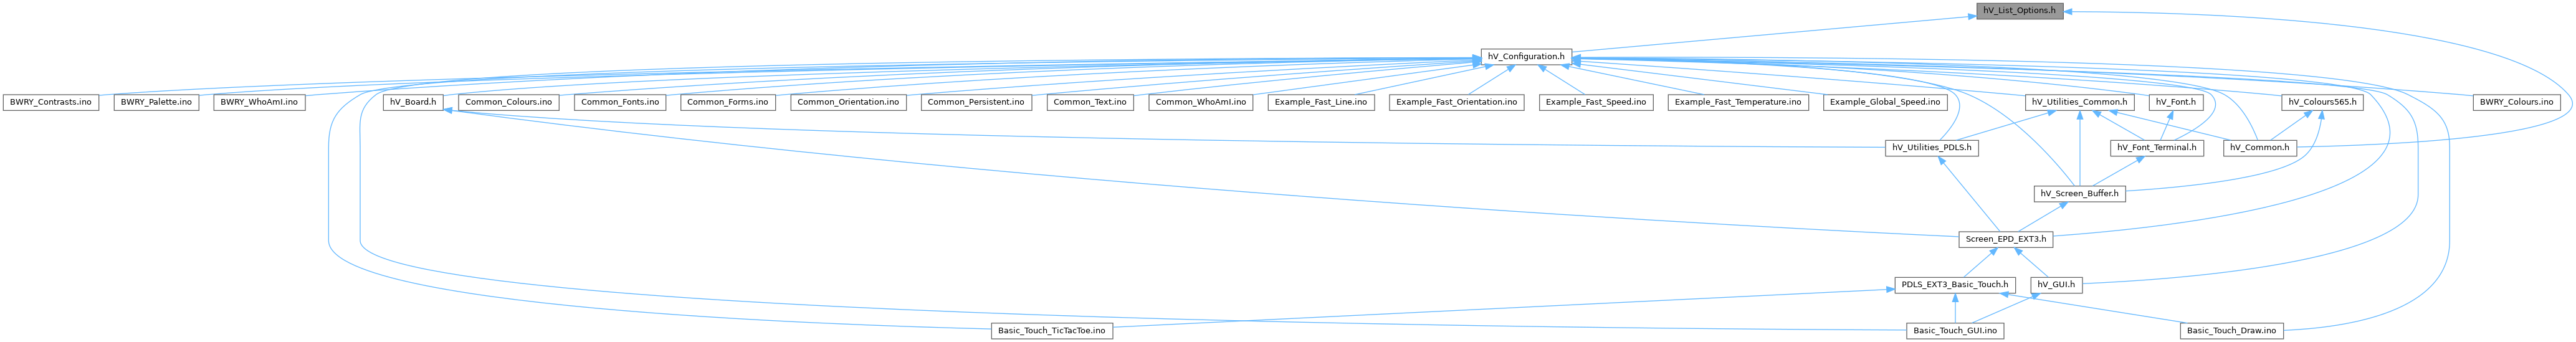 hV_List_Options.h
hV_Configuration.h
BWRY_Contrasts.ino
BWRY_Palette.ino
BWRY_WhoAmI.ino
hV_Board.h
Common_Colours.ino
Common_Fonts.ino
Common_Forms.ino
Common_Orientation.ino
Common_Persistent.ino
Common_Text.ino
Common_WhoAmI.ino
Example_Fast_Line.ino
Example_Fast_Orientation.ino
Example_Fast_Speed.ino
Example_Fast_Temperature.ino
Example_Global_Speed.ino
hV_Utilities_Common.h
hV_Font.h
hV_Colours565.h
BWRY_Colours.ino
hV_Utilities_PDLS.h
hV_Font_Terminal.h
hV_Common.h
hV_Screen_Buffer.h
Screen_EPD_EXT3.h
PDLS_EXT3_Basic_Touch.h
hV_GUI.h
Basic_Touch_TicTacToe.ino
Basic_Touch_GUI.ino
Basic_Touch_Draw.ino